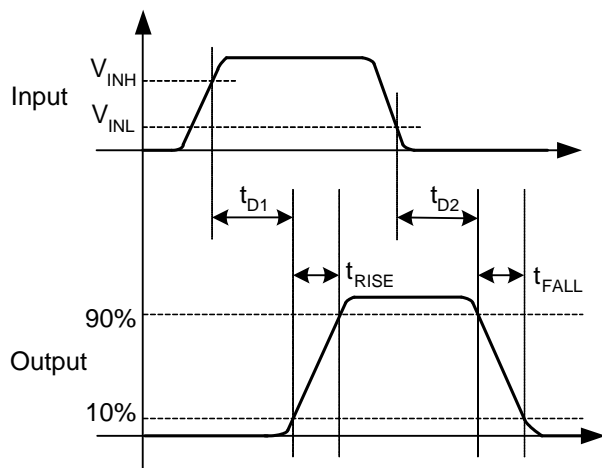 V_INH
Input
V_INL
t_D1
t_D2
t_RISE
t_FALL
90%
Output
10%